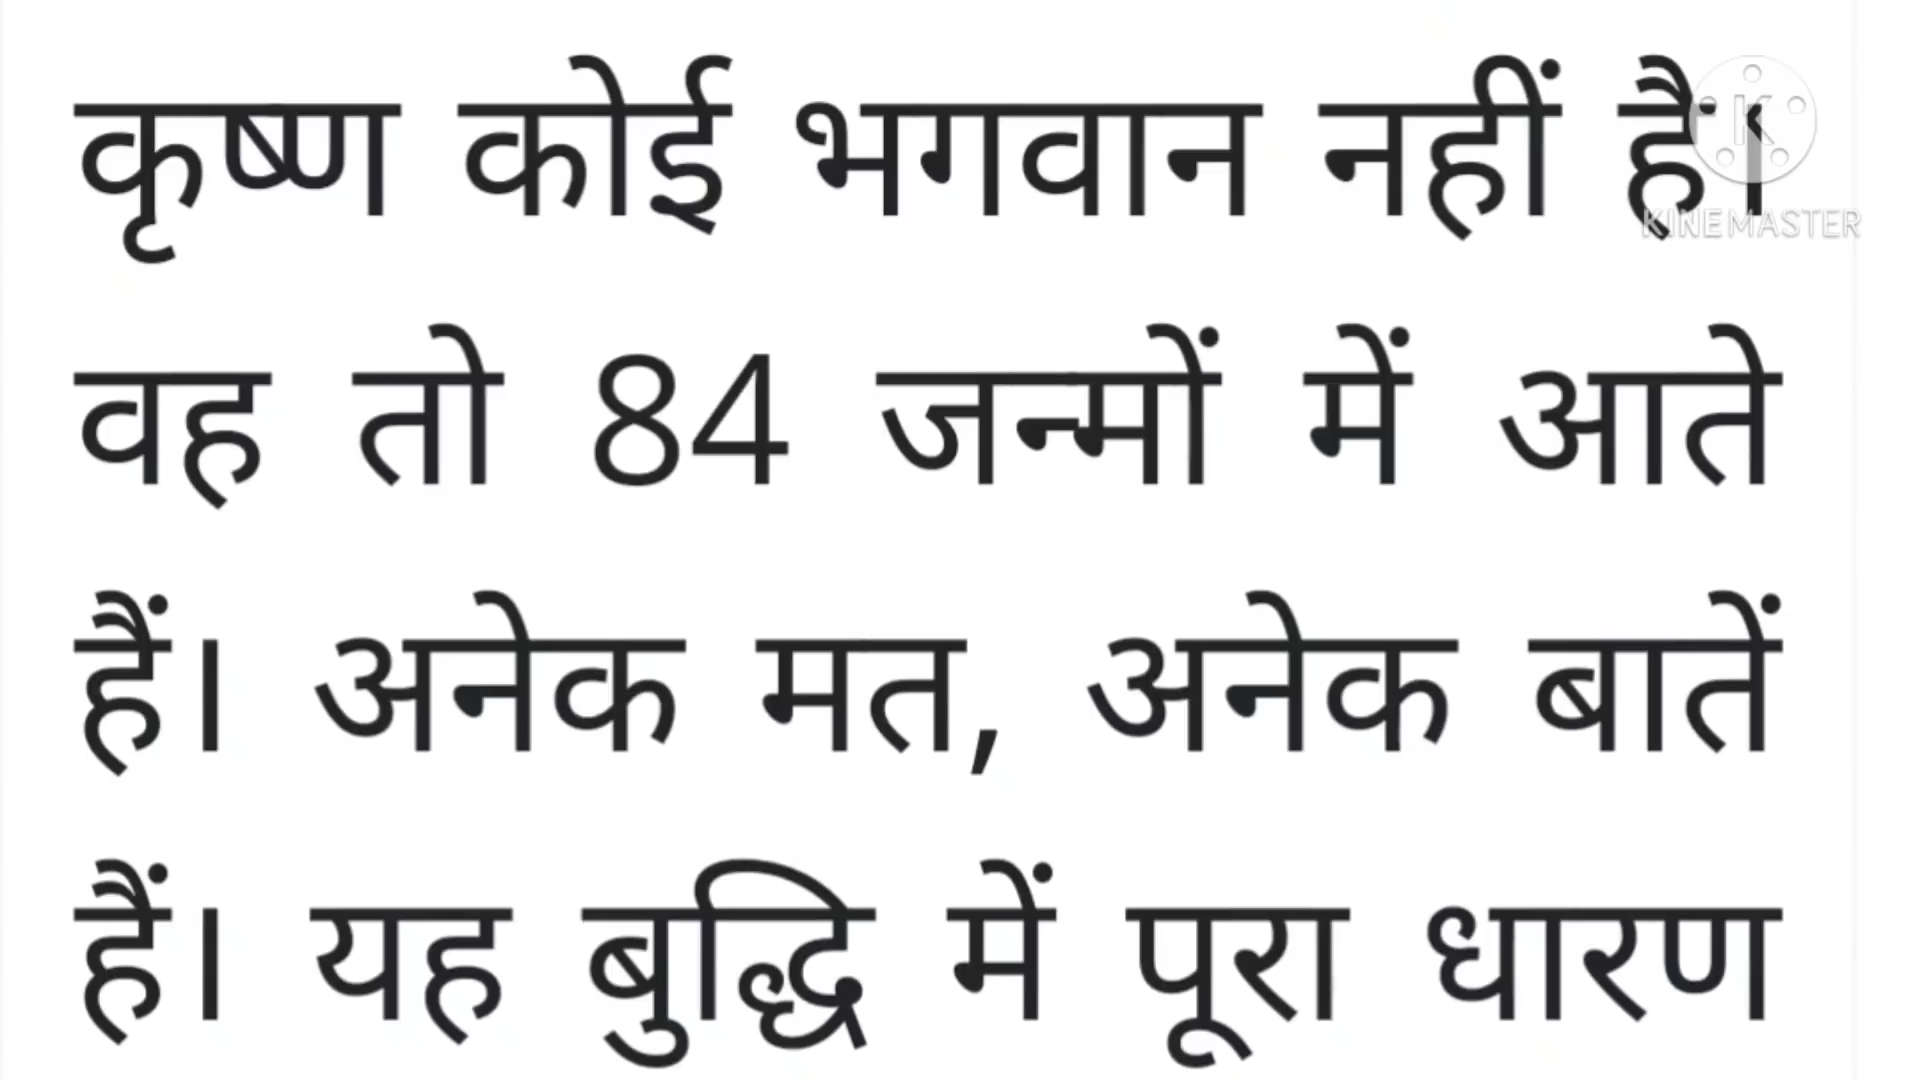 कृष्ण कोई भगवान नहीं है।
KINEMASTER
वह तो 84 जन्मों में आते
हैं। अनेक मत, अनेक बातें
हैं। यह बुद्धि में पूरा धारण